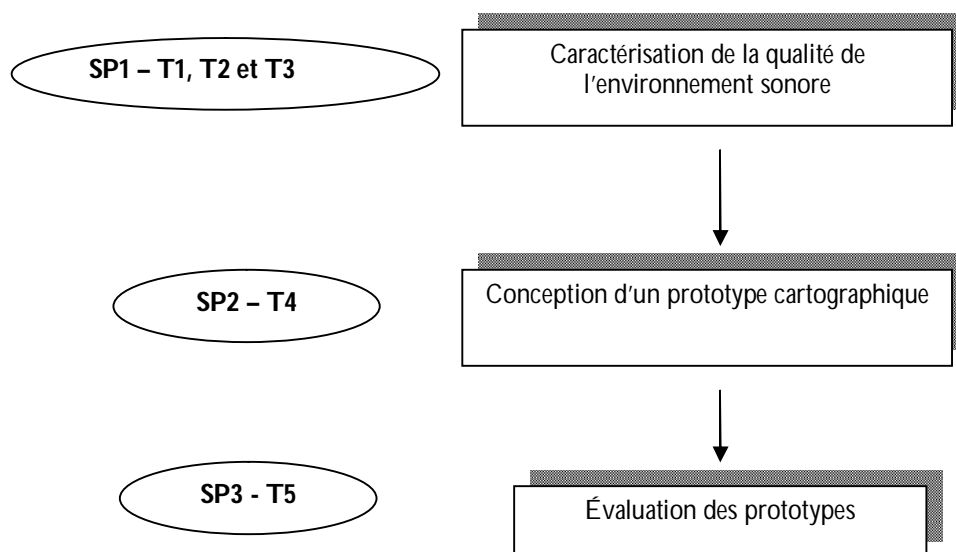 SP1 – T1, T2 et T3
Caractérisation de la qualité de
l'environnement sonore
SP2 – T4
Conception d'un prototype cartographique
SP3 - T5
Évaluation des prototypes